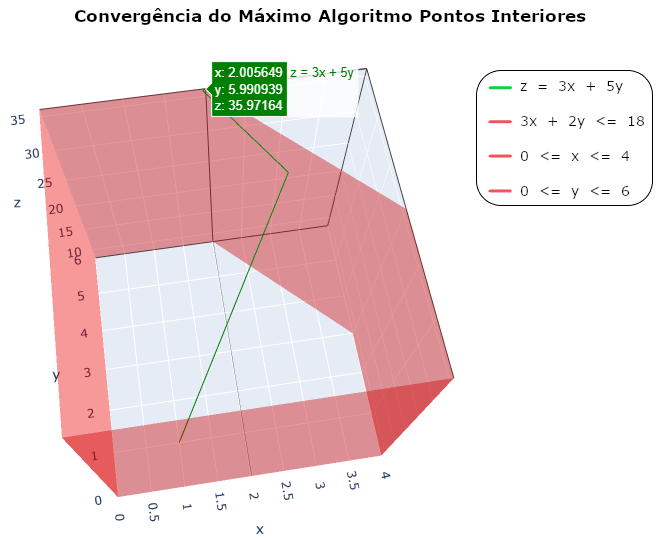 Convergência do Máximo Algoritmo Pontos Interiores
x: 2.005649
y: 5.990939
z: 35.97164
z = 3x + 5y
z = 3x + 5y
3x + 2y <= 18
0 <= x <= 4
0 <= y <= 6
35
30
25
20
15
10
z
6
5
4
3
2
1
0
y
0
0.5
1
1.5
2
2.5
3
3.5
4
x